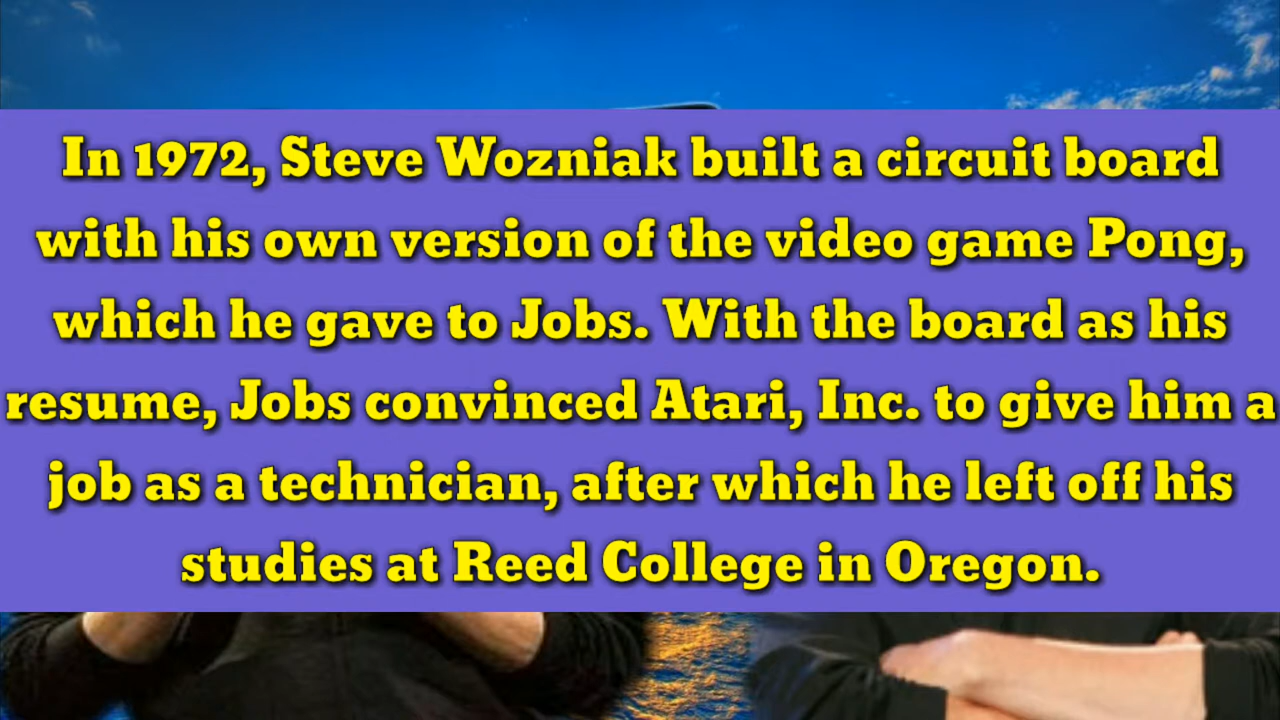 In 1972, Steve Wozniak built a circuit board
with his own version of the video game Pong,
which he gave to Jobs. With the board as his
resume, Jobs convinced Atari, Inc. to give him a
job as a technician, after which he left off his
studies at Reed College in Oregon.